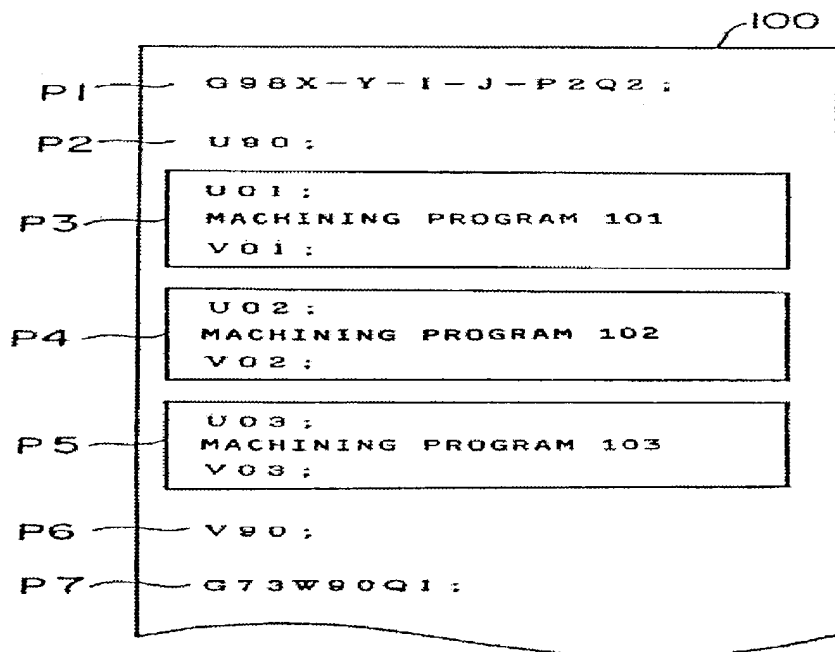 100
P1 G98X-Y-I-J-P2Q2;
P2 U90;
U01;
P3 MACHINING PROGRAM 101
V01;
U02;
P4 MACHINING PROGRAM 102
V02;
U03;
P5 MACHINING PROGRAM 103
V03;
P6 V90;
P7 G73W90Q1;